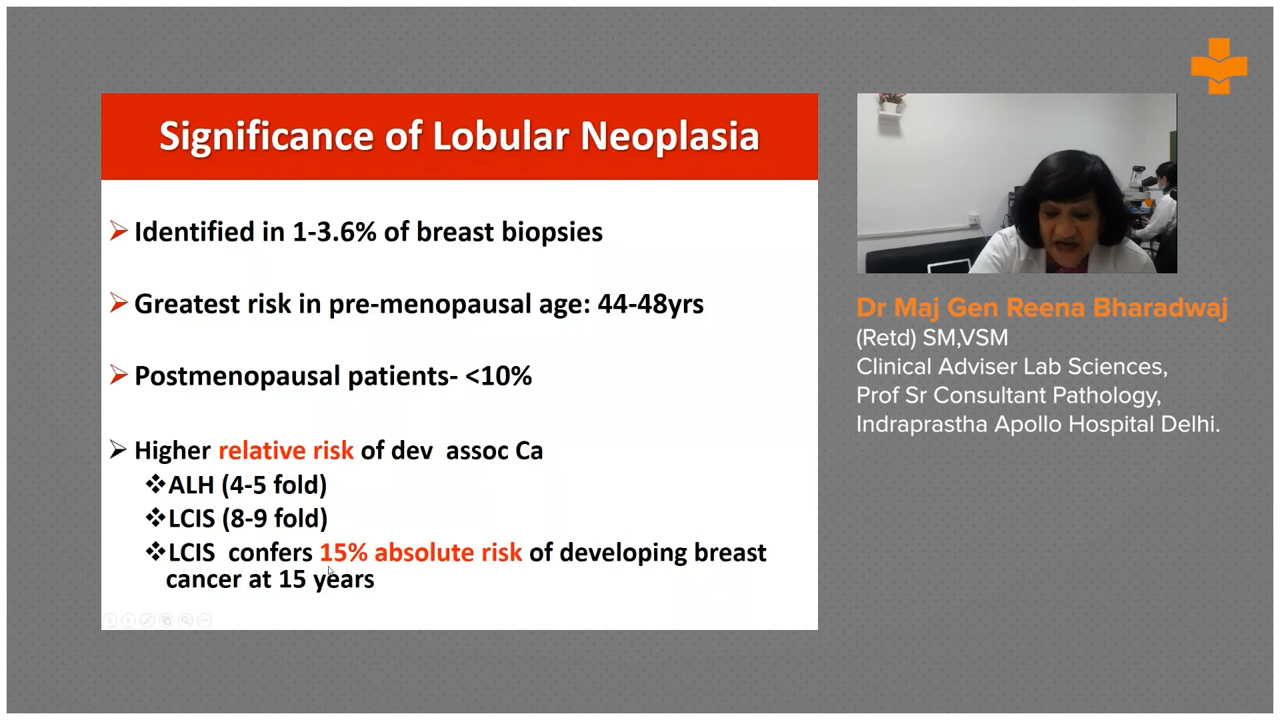 Significance of Lobular Neoplasia
Identified in 1-3.6% of breast biopsies
Greatest risk in pre-menopausal age: 44-48yrs
Postmenopausal patients- <10%
Higher relative risk of dev assoc Ca
ALH (4-5 fold)
LCIS (8-9 fold)
LCIS confers 15% absolute risk of developing breast
cancer at 15 years
Dr Maj Gen Reena Bharadwaj
(Retd) SM,VSM
Clinical Adviser Lab Sciences,
Prof Sr Consultant Pathology,
Indraprastha Apollo Hospital Delhi.